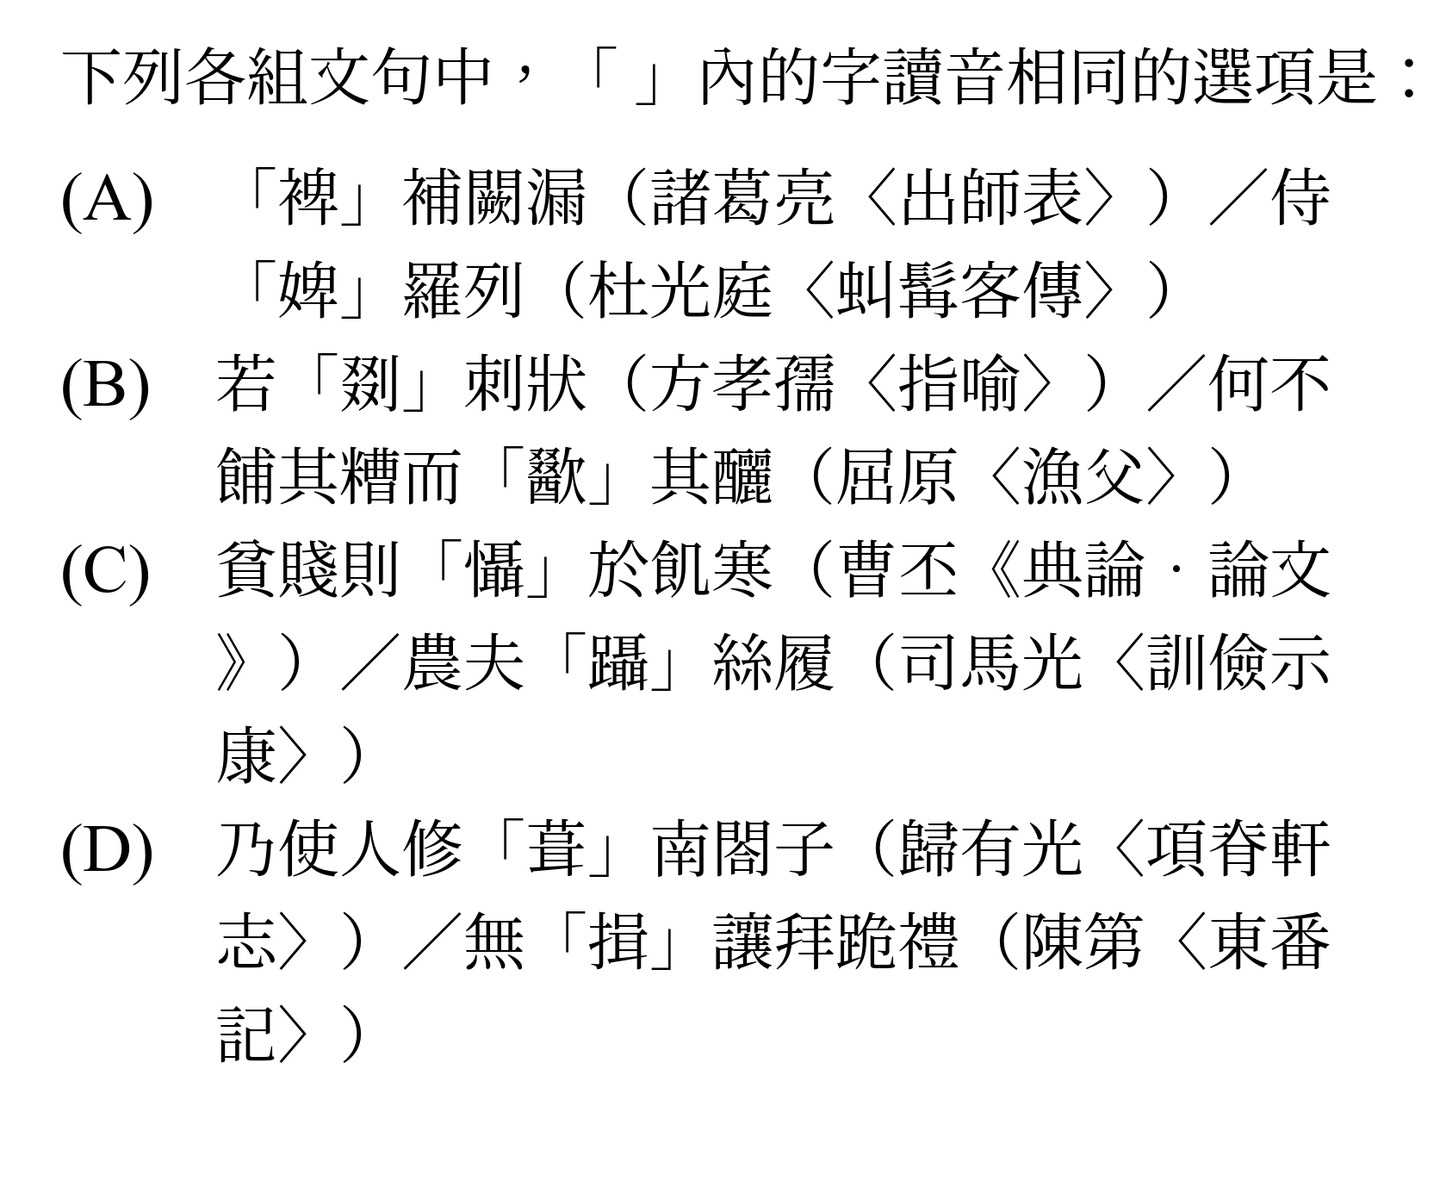 下列各組文句中，「 」內的字讀音相同的選項是：
(A) 「裨」補闕漏（諸葛亮〈出師表〉）／侍
「婢」羅列（杜光庭〈虯髯客傳〉）
(B) 若「剟」刺狀（方孝孺〈指喻〉）／何不
餔其糟而「歠」其釃（屈原〈漁父〉）
(C) 貧賤則「懾」於飢寒（曹丕《典論．論文
》）／農夫「躡」絲履（司馬光〈訓儉示
康〉）
(D) 乃使人修「葺」南閤子（歸有光〈項脊軒
志〉）／無「揖」讓拜跪禮（陳第〈東番
記〉）